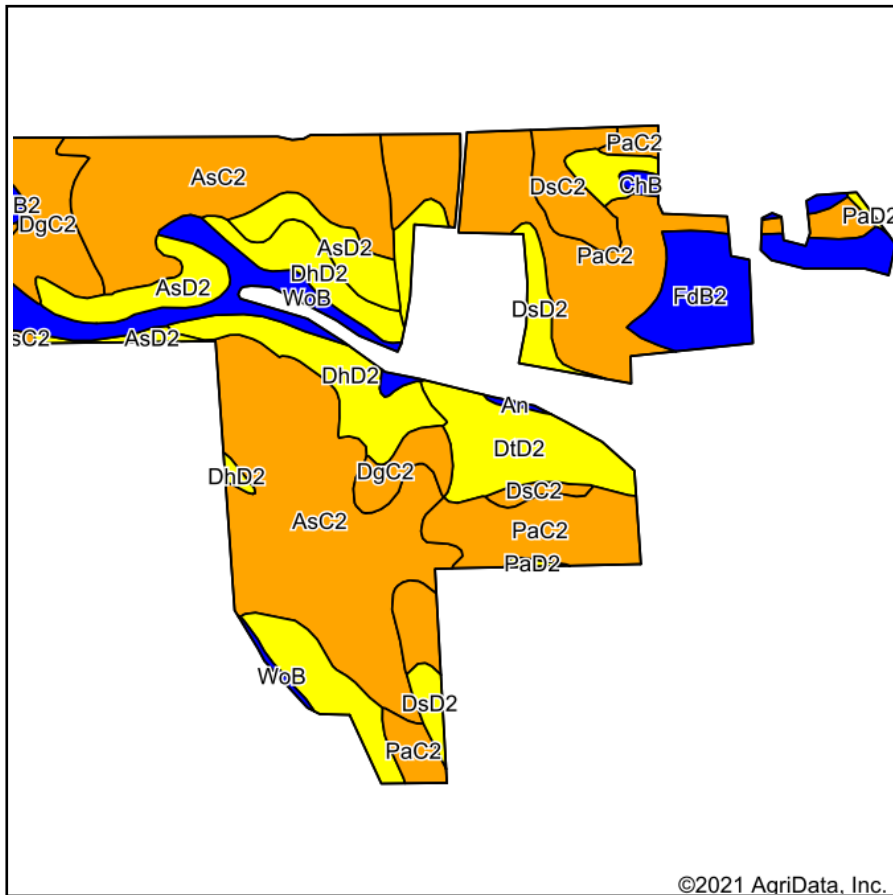 PaC2
AsC2
DsC2
ChB
B2
DgC2
PaD2
AsD2
PaC2
DhD2
AsD2
WoB
FdB2
DsD2
sC2
AsD2
DhD2
An
DtD2
DgC2
DhD2
DsC2
AsC2
PaC2
PaD2
WoB
DsD2
PaC2
©2021 AgriData, Inc.